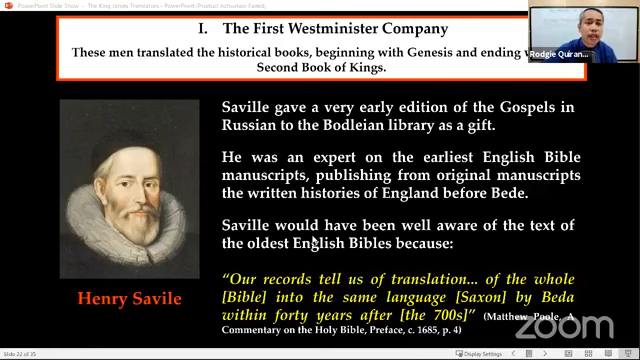 PowerPoint Slide Show - The King James Translators - PowerPoint (Product Activation Failed)
I. The First Westminister Company
These men translated the historical books, beginning with Genesis and ending
Second Book of Kings.
Rodgie Quiran...
Saville gave a very early edition of the Gospels in
Russian to the Bodleian library as a gift.
He was an expert on the earliest English Bible
manuscripts, publishing from original manuscripts
the written histories of England before Bede.
Saville would have been well aware of the text of
the oldest English Bibles because:
“Our records tell us of translation... of the whole
[Bible] into the same language [Saxon] by Beda
within forty years after [the 700s]” (Matthew Poole, A
Commentary on the Holy Bible, Preface, c. 1685, p. 4)
Henry Savile
zoom
Slide 22 of 35
Display Settings